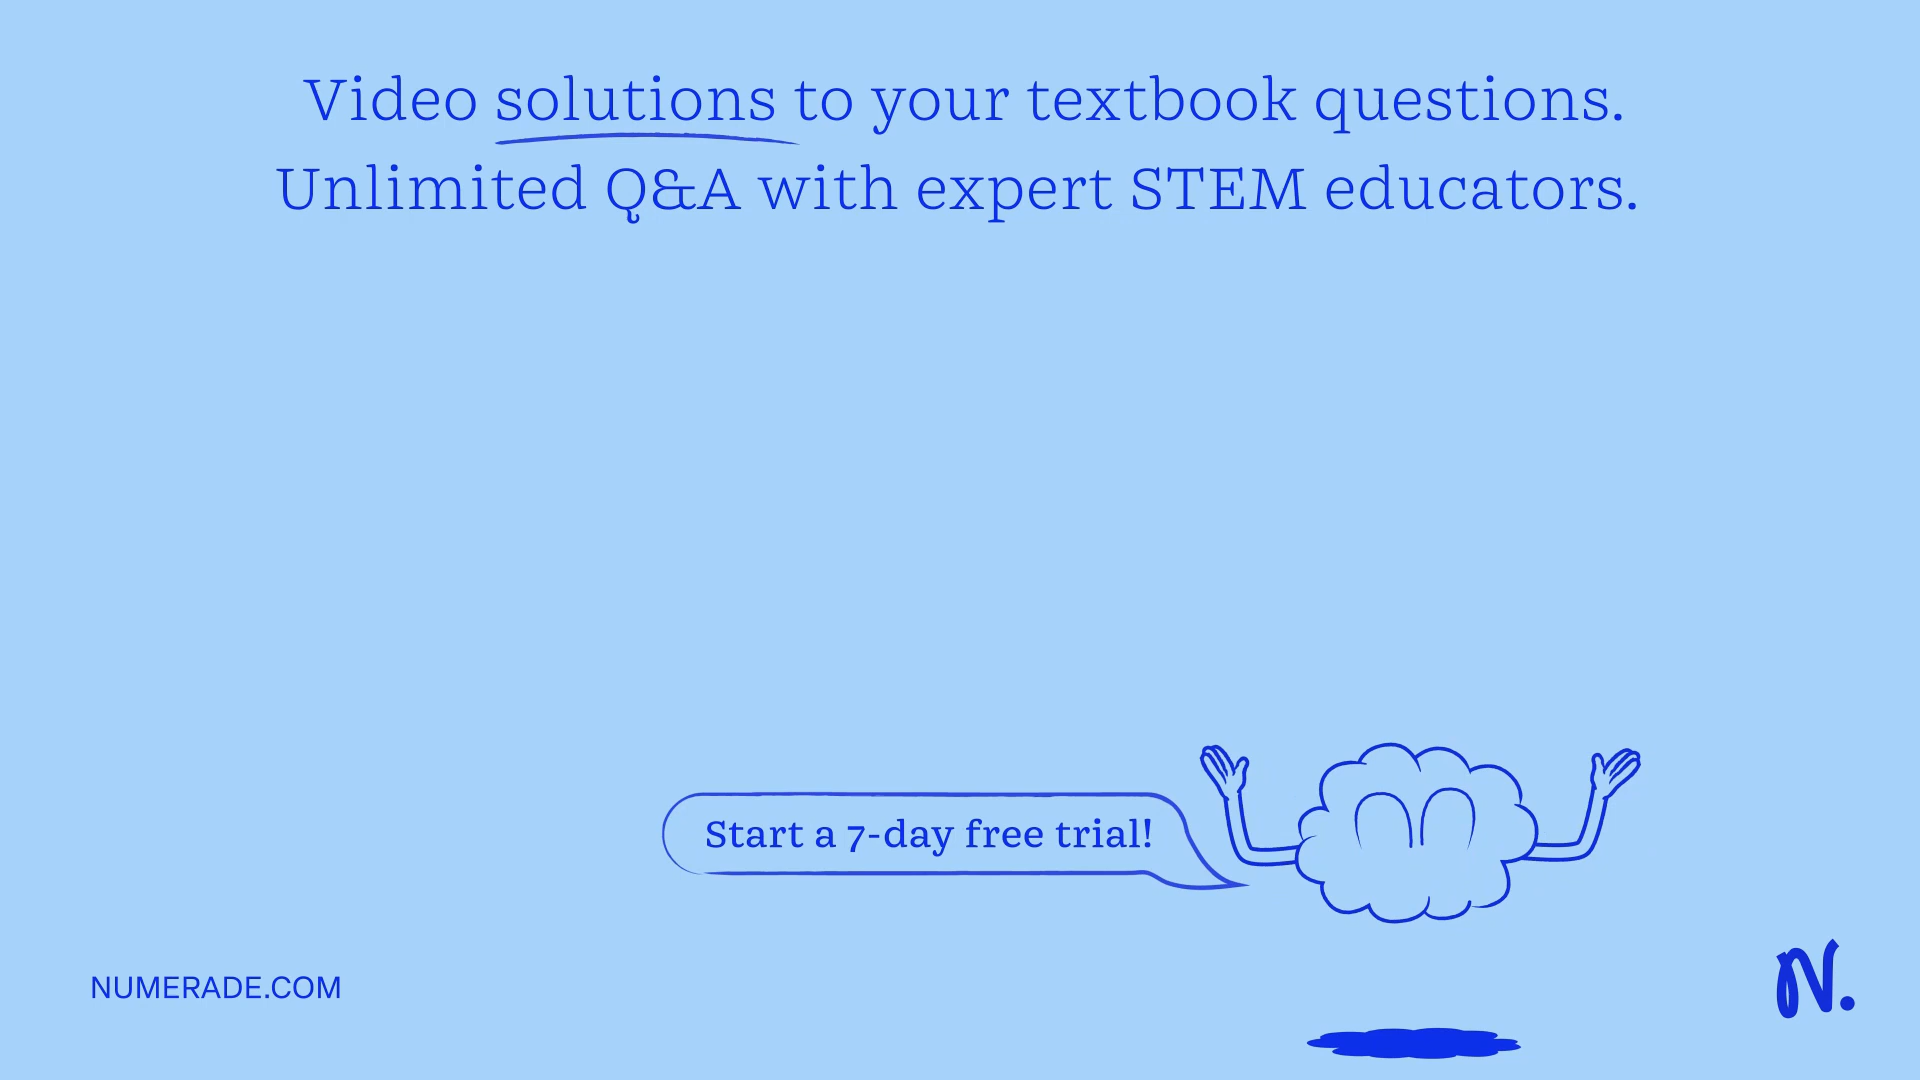 Video solutions to your textbook questions.
Unlimited Q&A with expert STEM educators.
Start a 7-day free trial!
NUMERADE.COM
N.